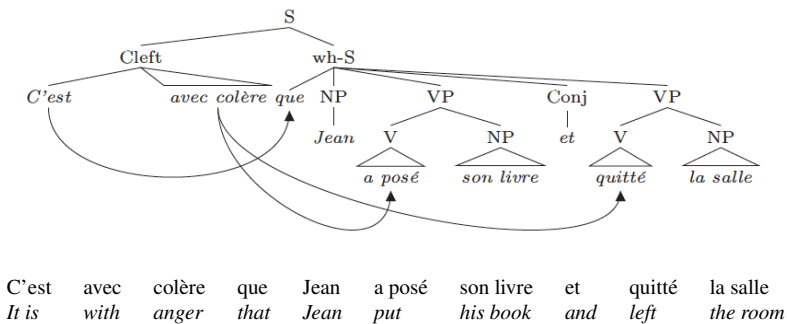 S
Cleft wh-S
C'est avec colère que NP VP Conj VP
Jean V NP et V NP
a posé son livre quitté la salle
C'est avec colère que Jean a posé son livre et quitté la salle
It is with anger that Jean put his book and left the room